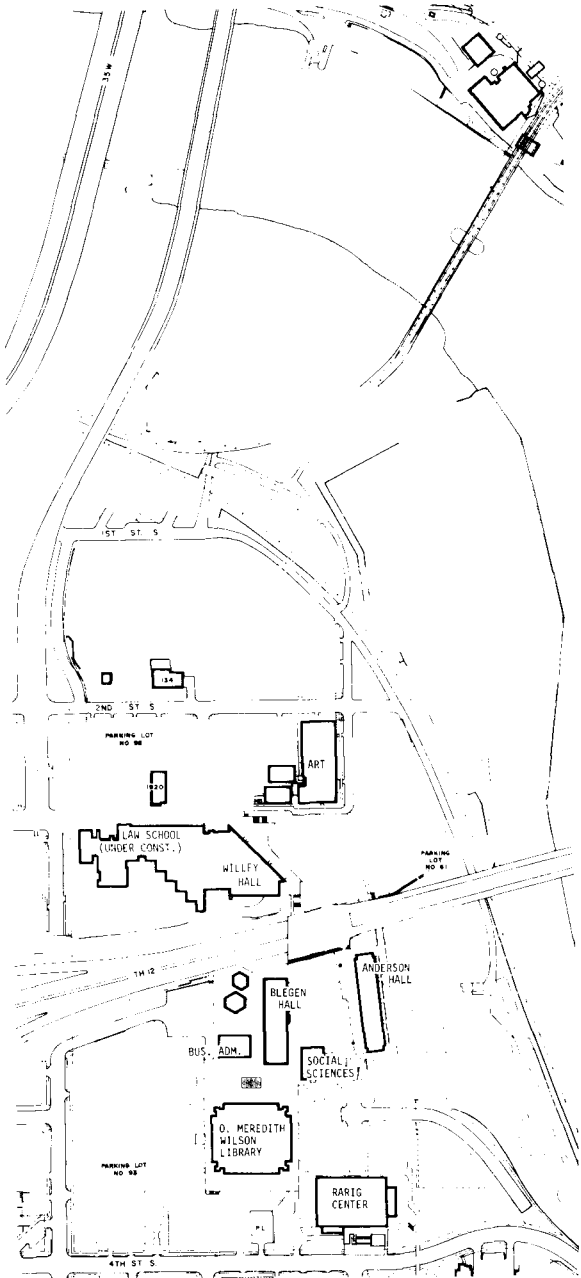 35W
1ST ST. S
134
2ND ST S
PARKING LOT
NO 98
ART
1920
LAW SCHOOL
(UNDER CONST.)
WILLEY
HALL
PARKING
LOT
NO 61
TH 12
ANDERSON
HALL
BLEGEN
HALL
BUS. ADM.
SOCIAL
SCIENCES
O. MEREDITH
WILSON
LIBRARY
PARKING LOT
NO 93
RARIG
CENTER
4TH ST S.